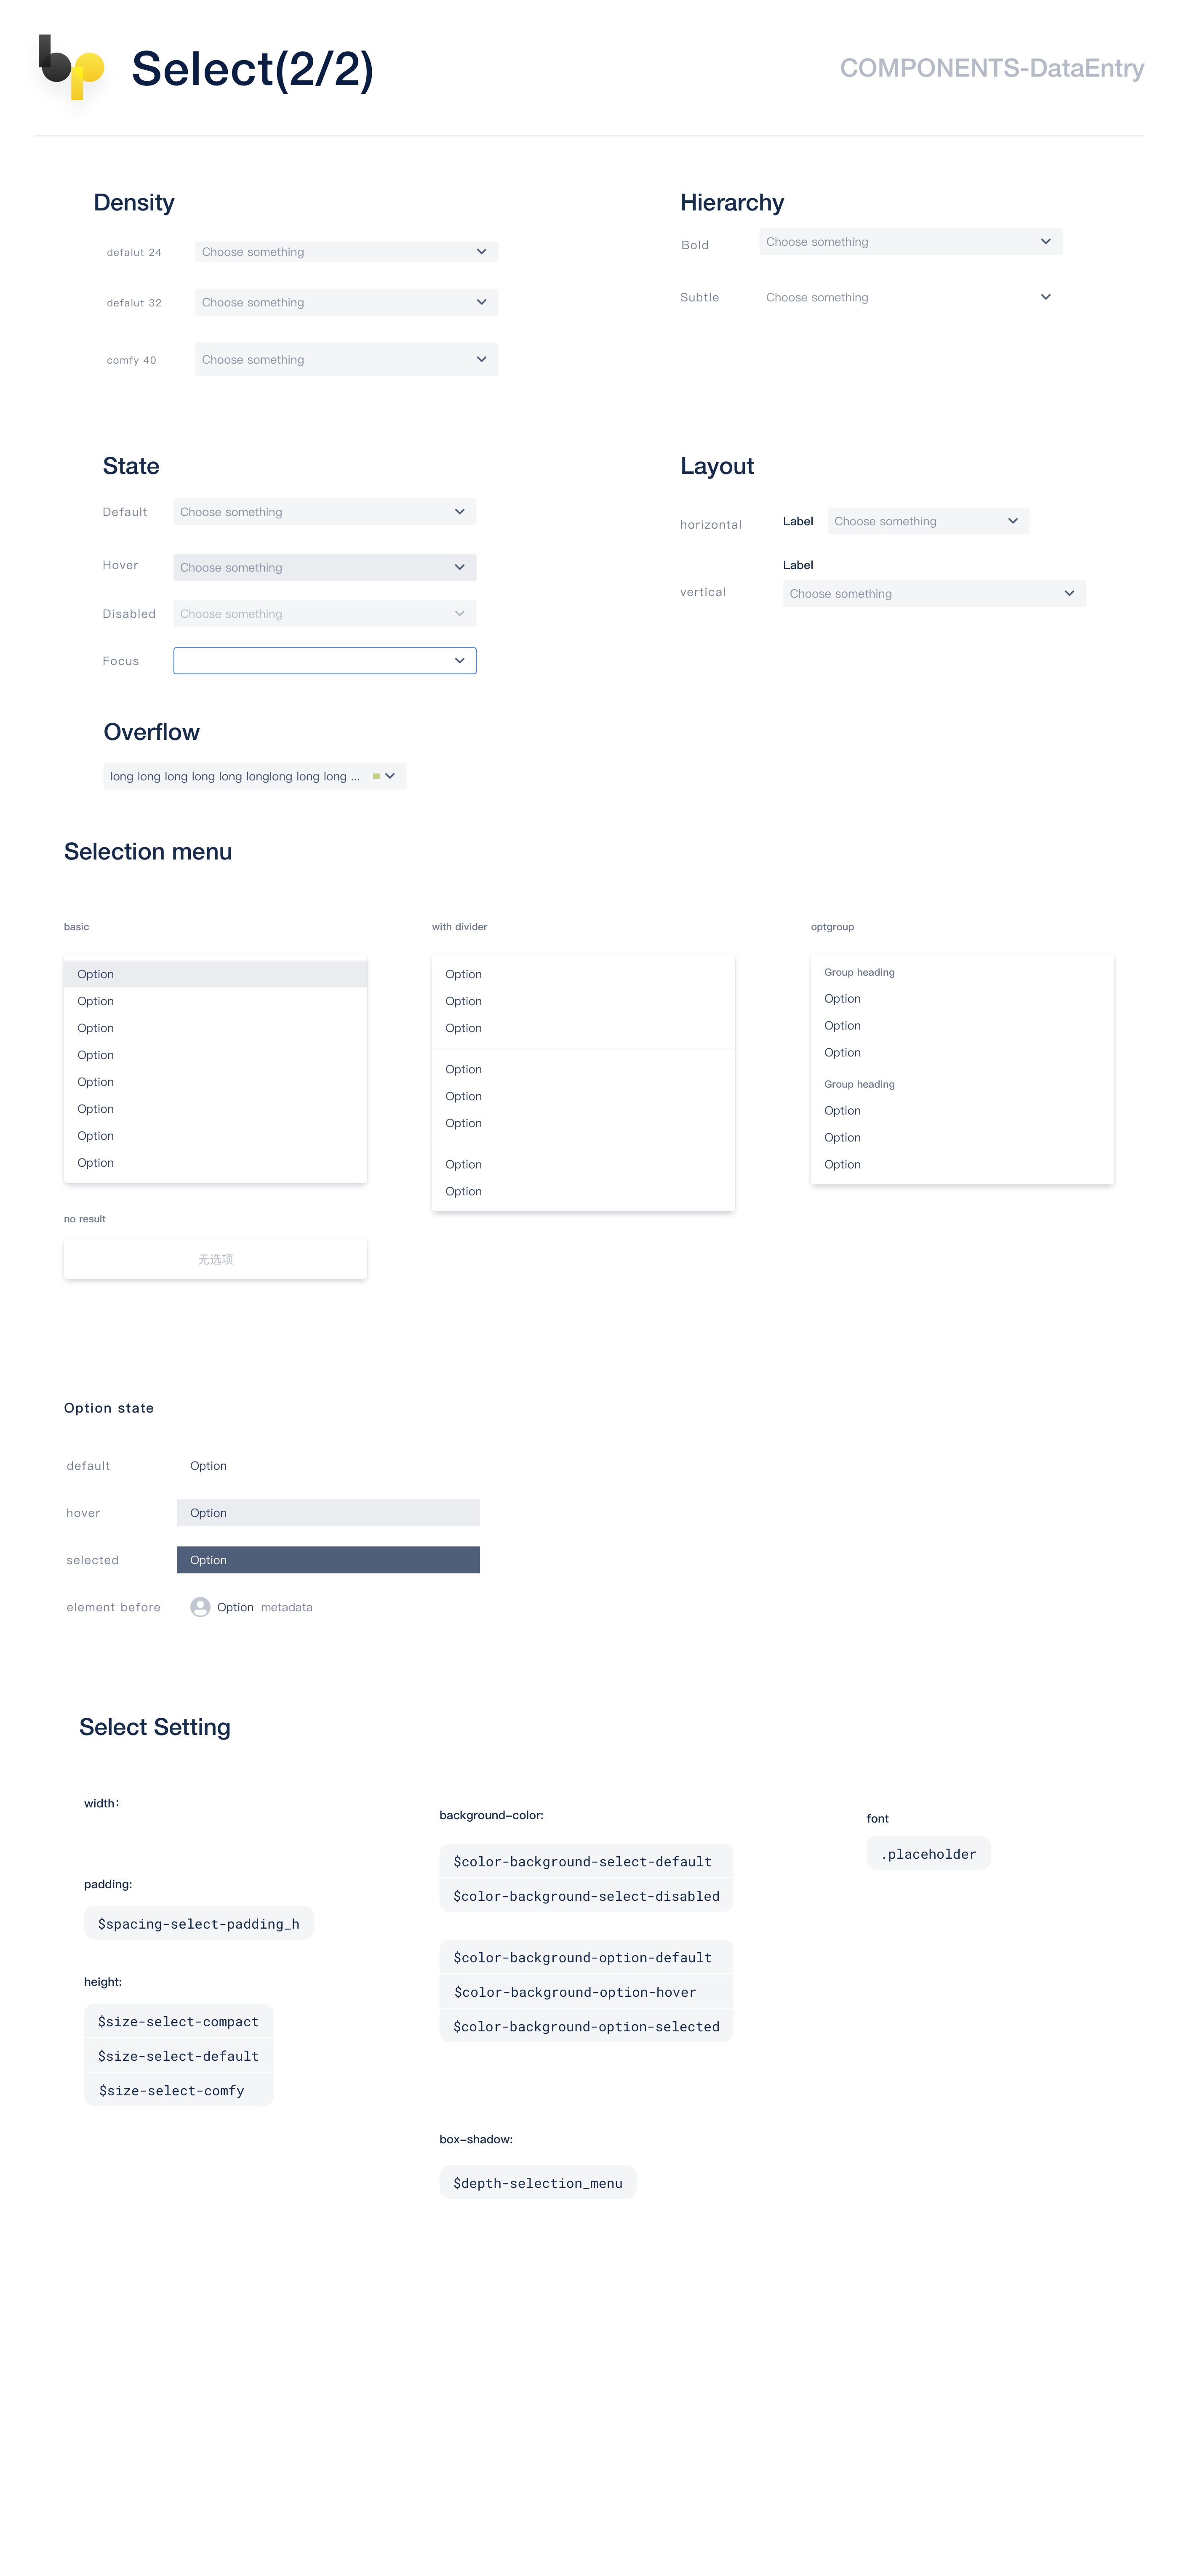 bp
Select(2/2)
COMPONENTS-DataEntry
Density
defalut 24 Choose something
defalut 32 Choose something
comfy 40 Choose something
Hierarchy
Bold Choose something
Subtle Choose something
State
Default Choose something
Hover Choose something
Disabled Choose something
Focus
Layout
horizontal Label Choose something
Label
vertical Choose something
Overflow
long long long long long longlong long long ...
Selection menu
basic
Option
Option
Option
Option
Option
Option
Option
Option
with divider
Option
Option
Option
Option
Option
Option
Option
Option
optgroup
Group heading
Option
Option
Option
Group heading
Option
Option
Option
no result
无选项
Option state
default Option
hover Option
selected Option
element before Option metadata
Select Setting
width：
padding:
$spacing-select-padding_h
height:
$size-select-compact
$size-select-default
$size-select-comfy
background-color:
$color-background-select-default
$color-background-select-disabled
$color-background-option-default
$color-background-option-hover
$color-background-option-selected
box-shadow:
$depth-selection_menu
font
.placeholder